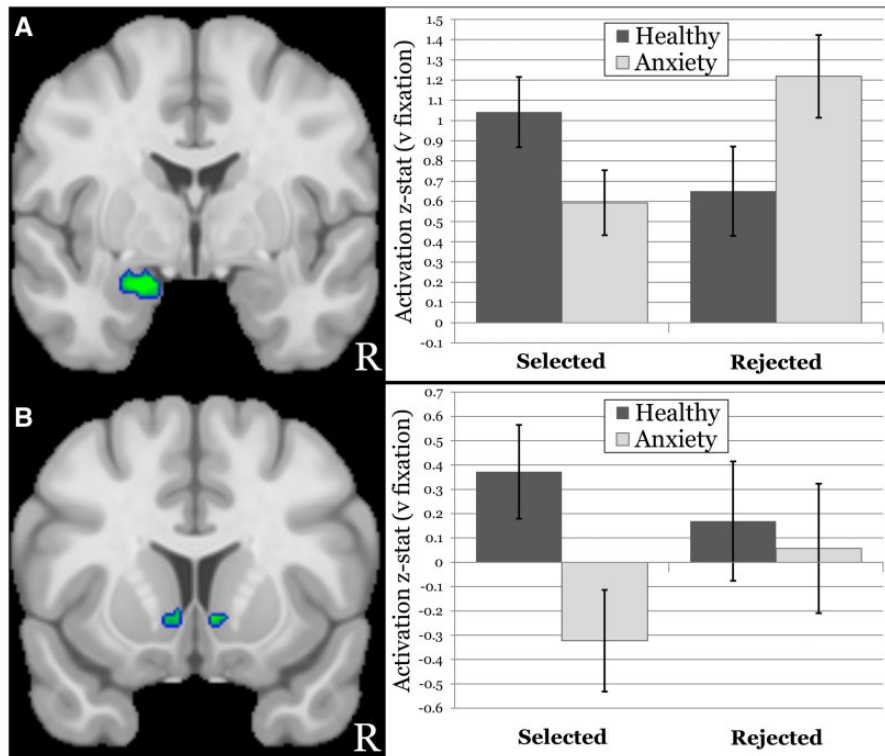 A
R
Activation z-stat (v fixation)
1.5
1.4
1.3
1.2
1.1
1
0.9
0.8
0.7
0.6
0.5
0.4
0.3
0.2
0.1
0
-0.1
Healthy
Anxiety
Selected Rejected
B
R
Activation z-stat (v fixation)
0.7
0.6
0.5
0.4
0.3
0.2
0.1
0
-0.1
-0.2
-0.3
-0.4
-0.5
-0.6
Healthy
Anxiety
Selected Rejected